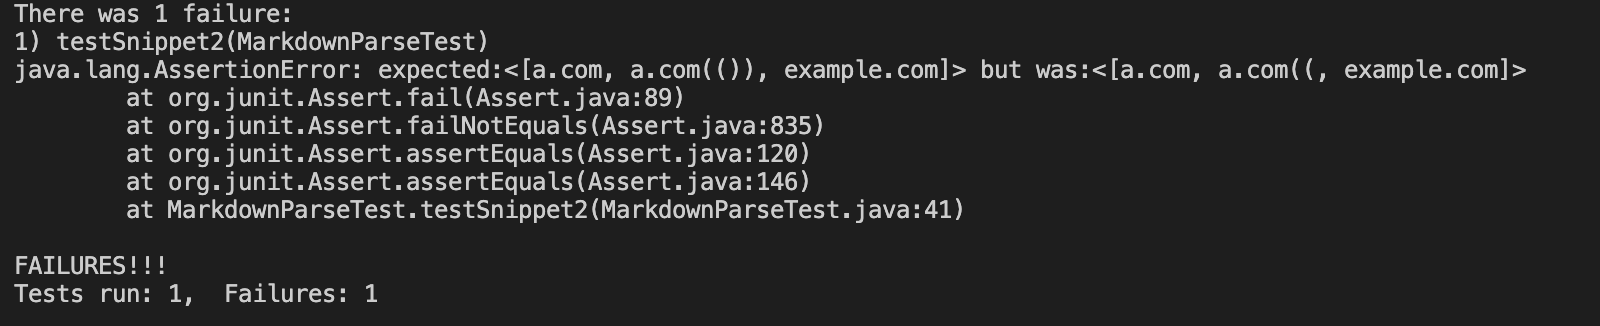 There was 1 failure:
1) testSnippet2(MarkdownParseTest)
java.lang.AssertionError: expected:<[a.com, a.com(()), example.com]> but was:<[a.com, a.com((, example.com]>
        at org.junit.Assert.fail(Assert.java:89)
        at org.junit.Assert.failNotEquals(Assert.java:835)
        at org.junit.Assert.assertEquals(Assert.java:120)
        at org.junit.Assert.assertEquals(Assert.java:146)
        at MarkdownParseTest.testSnippet2(MarkdownParseTest.java:41)

FAILURES!!!
Tests run: 1,  Failures: 1